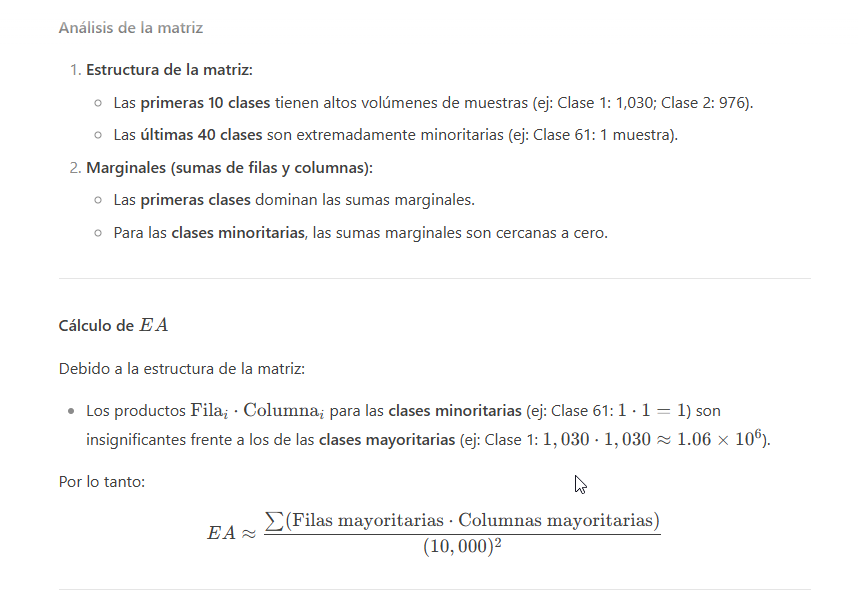 Análisis de la matriz
1. Estructura de la matriz:
○ Las primeras 10 clases tienen altos volúmenes de muestras (ej: Clase 1: 1,030; Clase 2: 976).
○ Las últimas 40 clases son extremadamente minoritarias (ej: Clase 61: 1 muestra).
2. Marginales (sumas de filas y columnas):
○ Las primeras clases dominan las sumas marginales.
○ Para las clases minoritarias, las sumas marginales son cercanas a cero.
Cálculo de EA
Debido a la estructura de la matriz:
• Los productos Fila_i · Columna_i para las clases minoritarias (ej: Clase 61: 1 · 1 = 1) son
insignificantes frente a los de las clases mayoritarias (ej: Clase 1: 1,030 · 1,030 ≈ 1.06 × 10^6).
Por lo tanto:
EA ≈ ∑(Filas mayoritarias · Columnas mayoritarias)
(10,000)^2